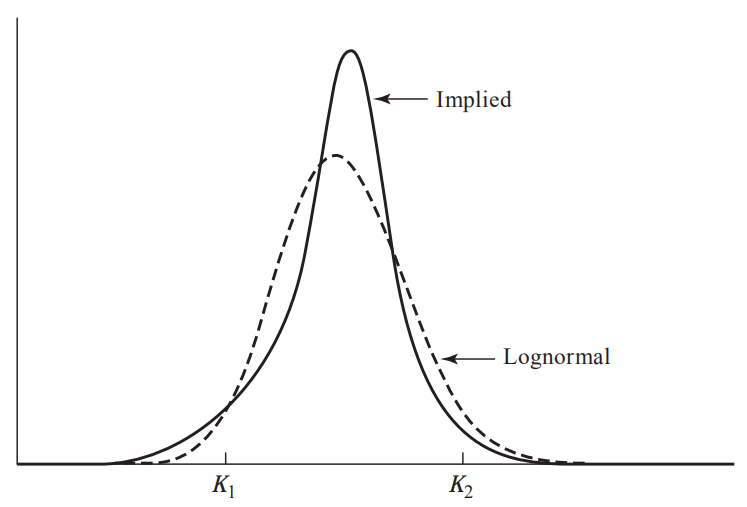 Implied
Lognormal
K₁
K₂